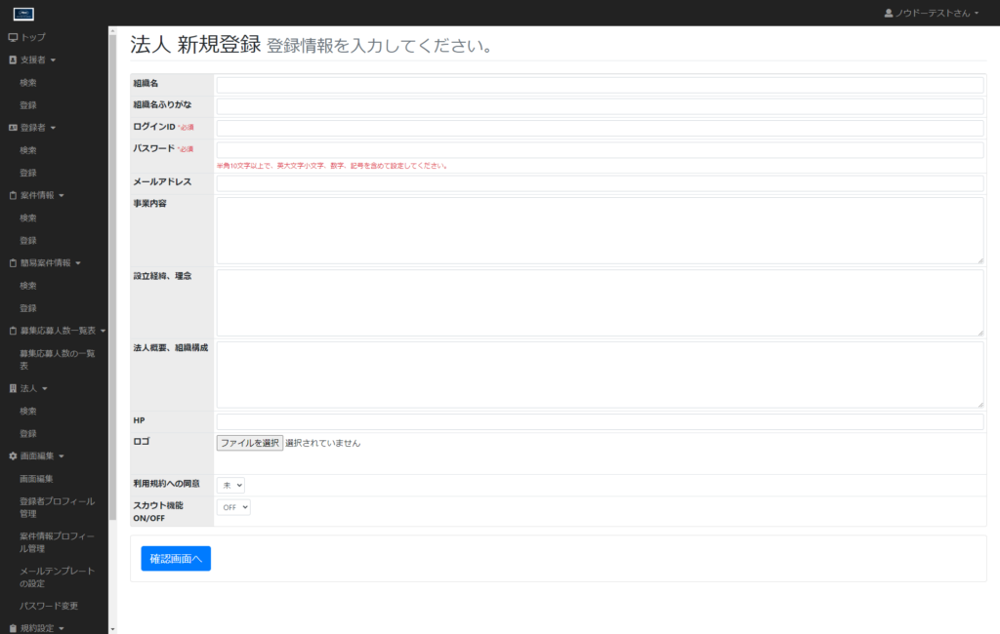 ノウドーテストさん
トップ
支援者
検索
登録
登録者
検索
登録
案件情報
検索
登録
簡易案件情報
検索
登録
募集応募人数一覧表
募集応募人数の一覧
表
法人
検索
登録
画面編集
画面編集
登録者プロフィール
管理
案件情報プロフィー
ル管理
メールテンプレート
の設定
パスワード変更
規約設定
法人 新規登録 登録情報を入力してください。
組織名
組織名ふりがな
ログインID *必須
パスワード *必須
半角10文字以上で、英大文字小文字、数字、記号を含めて設定してください。
メールアドレス
事業内容
設立経緯、理念
法人概要、組織構成
HP
ロゴ
ファイルを選択 選択されていません
利用規約への同意
未
スカウト機能
ON/OFF
OFF
確認画面へ